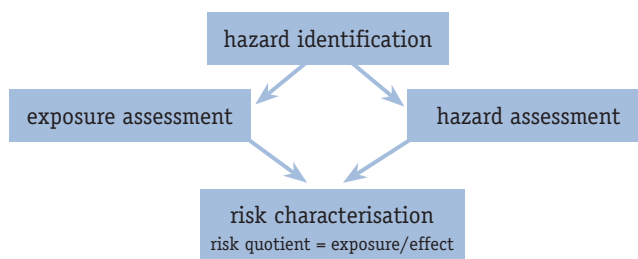 hazard identification
exposure assessment
hazard assessment
risk characterisation
risk quotient = exposure/effect